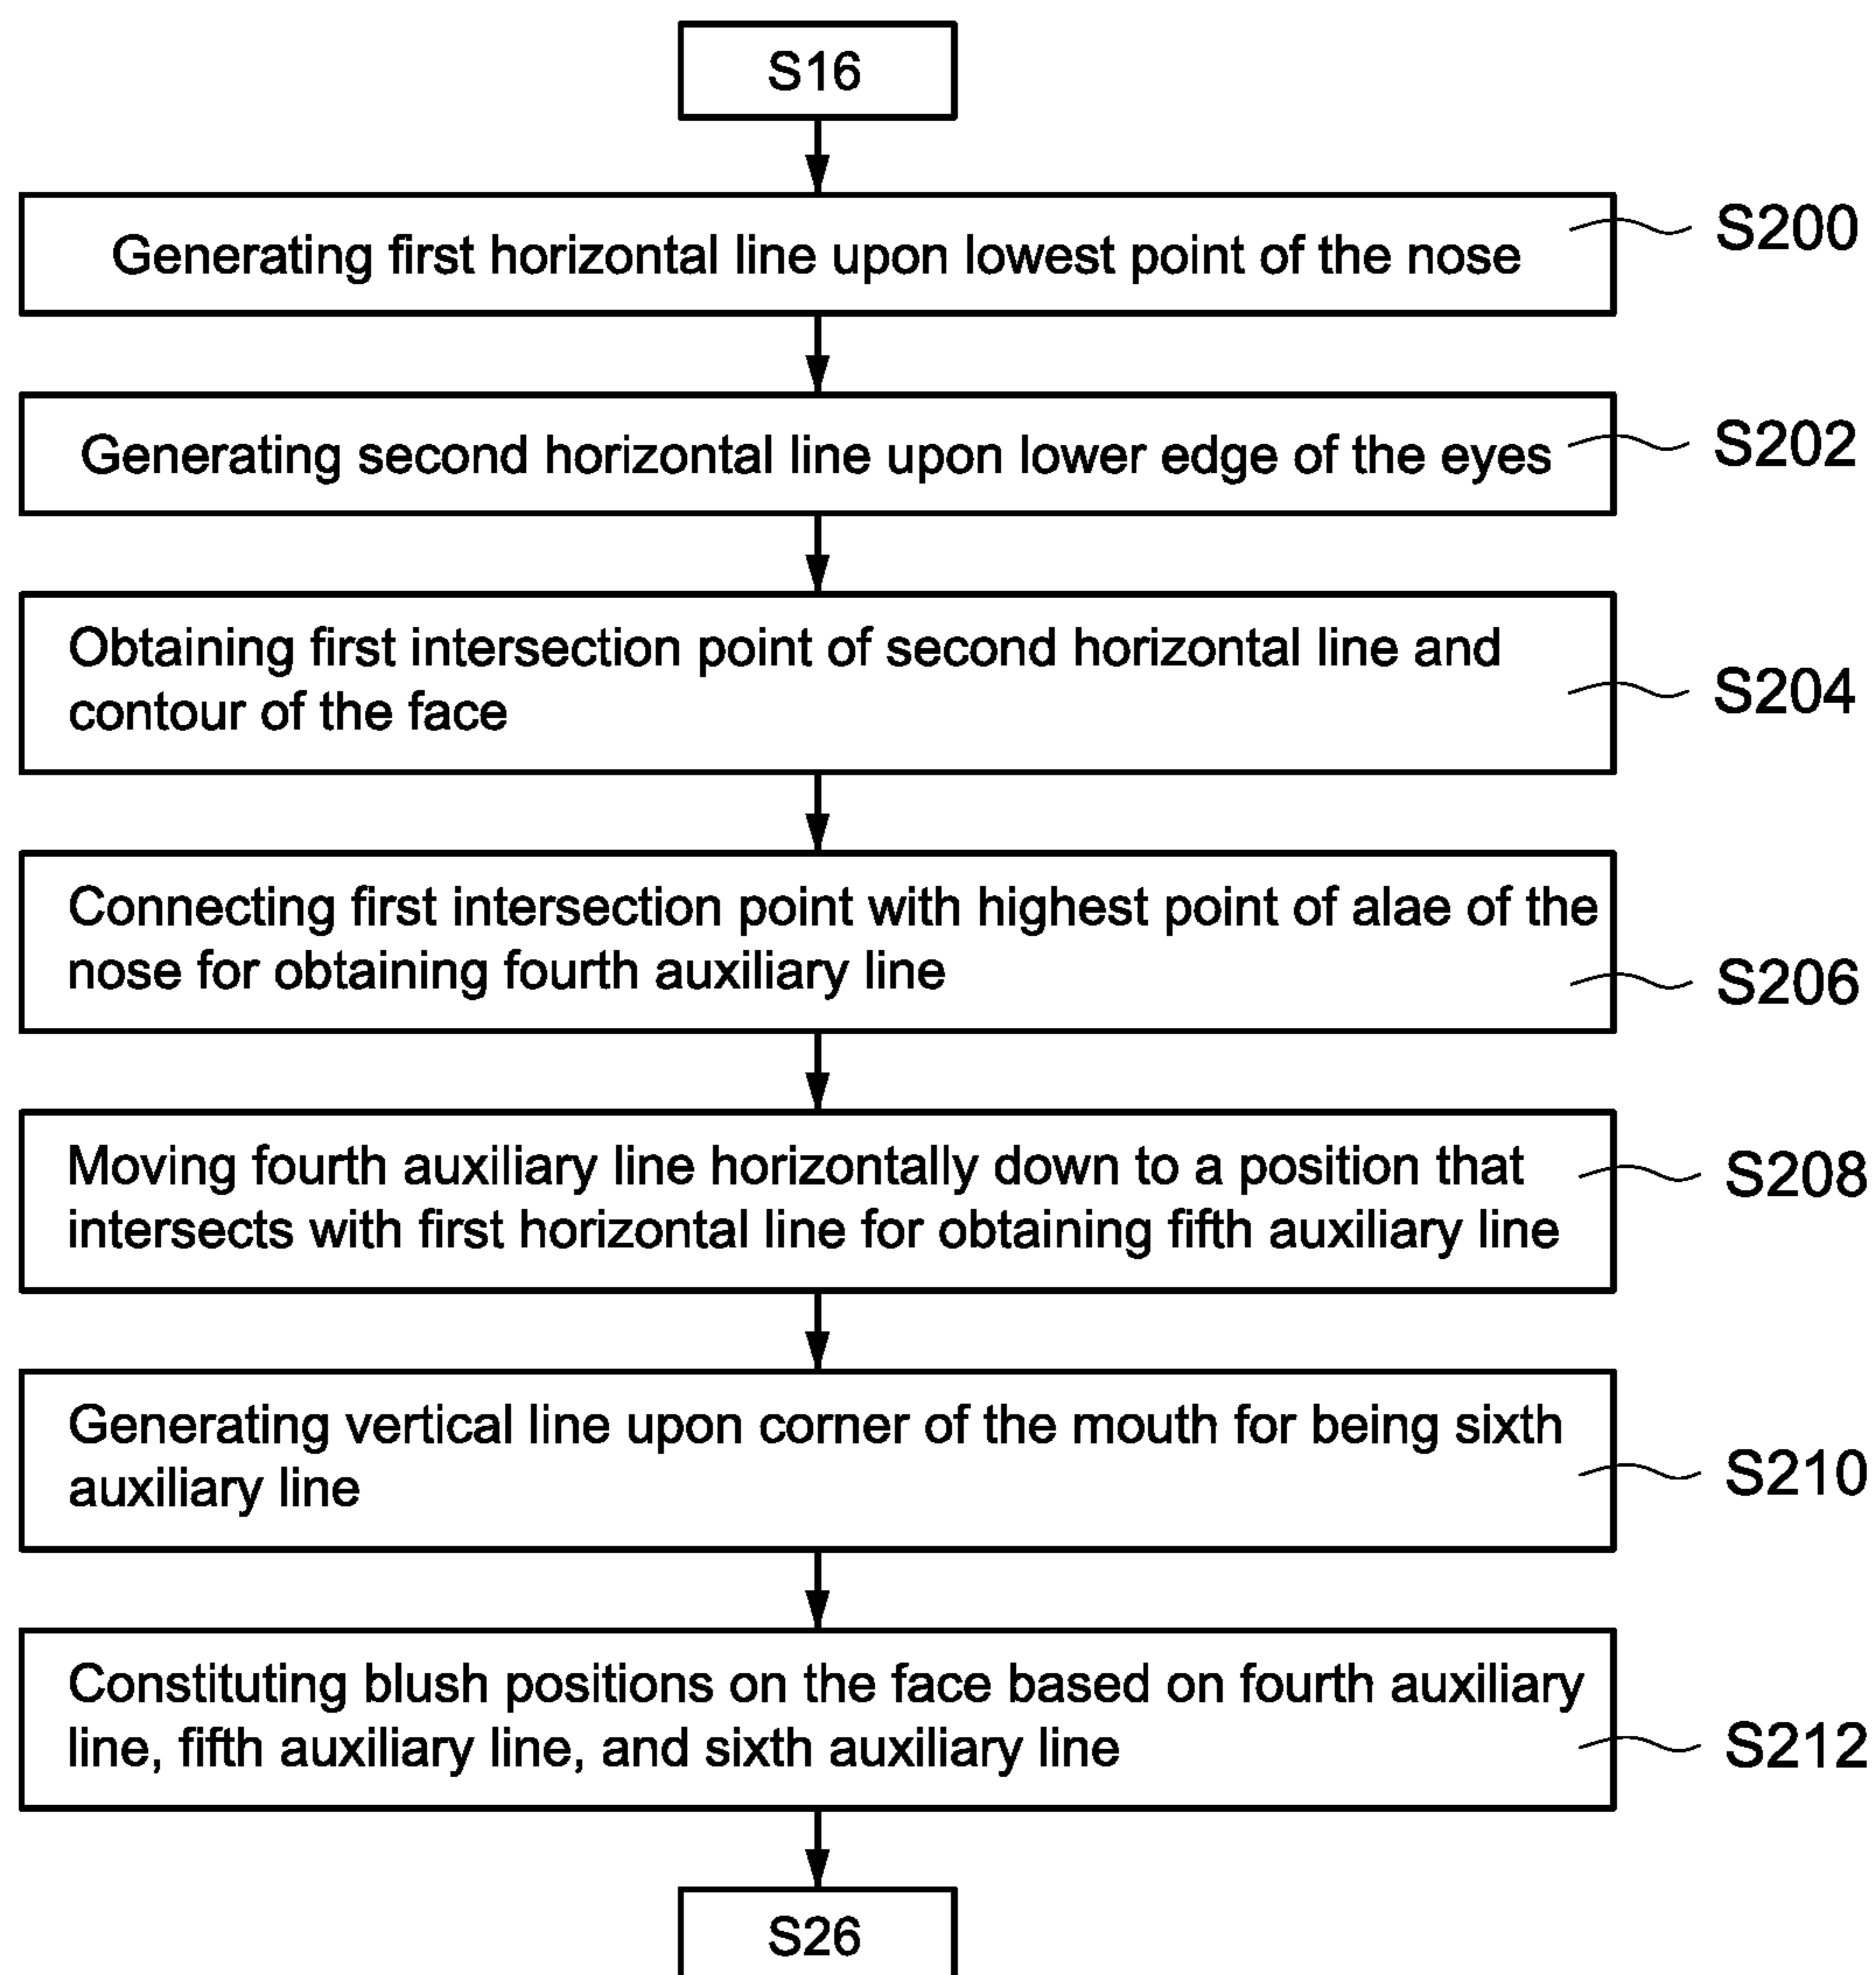 S16
Generating first horizontal line upon lowest point of the nose
S200
Generating second horizontal line upon lower edge of the eyes
S202
Obtaining first intersection point of second horizontal line and
contour of the face
S204
Connecting first intersection point with highest point of alae of the
nose for obtaining fourth auxiliary line
S206
Moving fourth auxiliary line horizontally down to a position that
intersects with first horizontal line for obtaining fifth auxiliary line
S208
Generating vertical line upon corner of the mouth for being sixth
auxiliary line
S210
Constituting blush positions on the face based on fourth auxiliary
line, fifth auxiliary line, and sixth auxiliary line
S212
S26